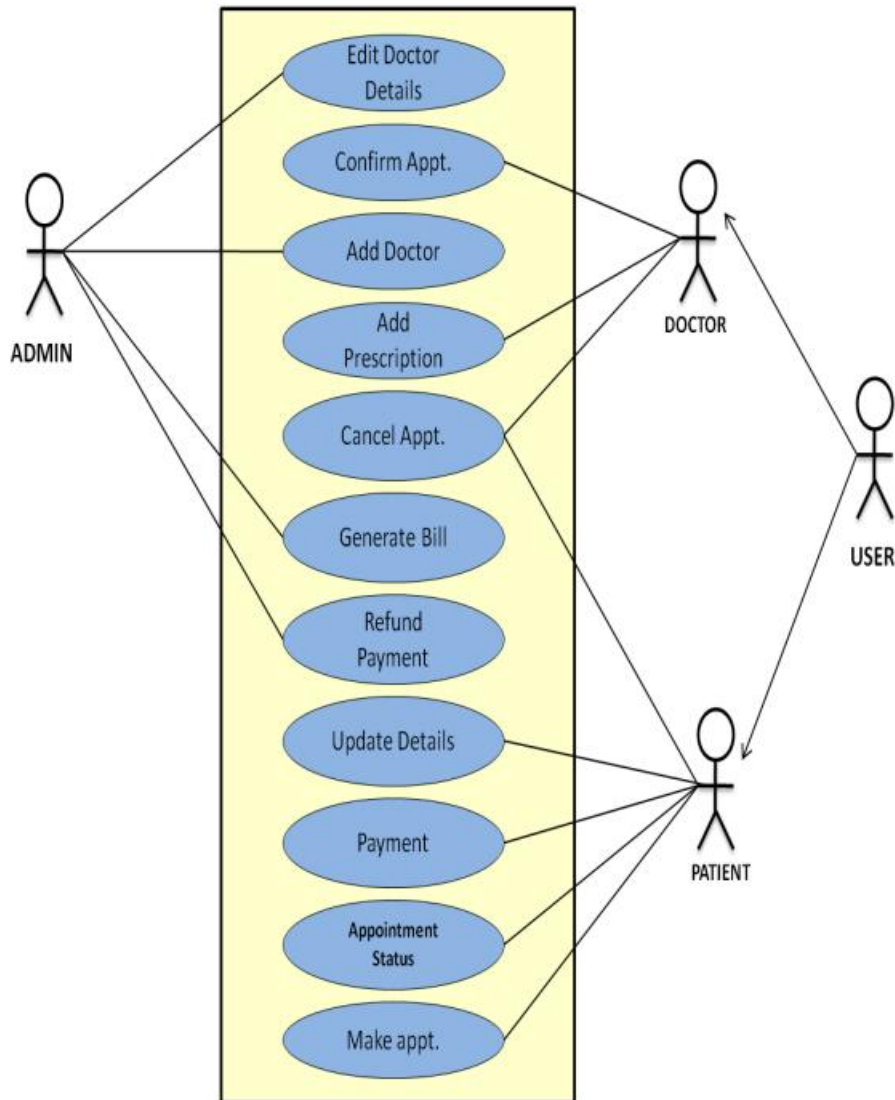 Edit Doctor
Details
Confirm Appt.
Add Doctor
Add
Prescription
Cancel Appt.
Generate Bill
Refund
Payment
Update Details
Payment
Appointment
Status
Make appt.
ADMIN
DOCTOR
USER
PATIENT